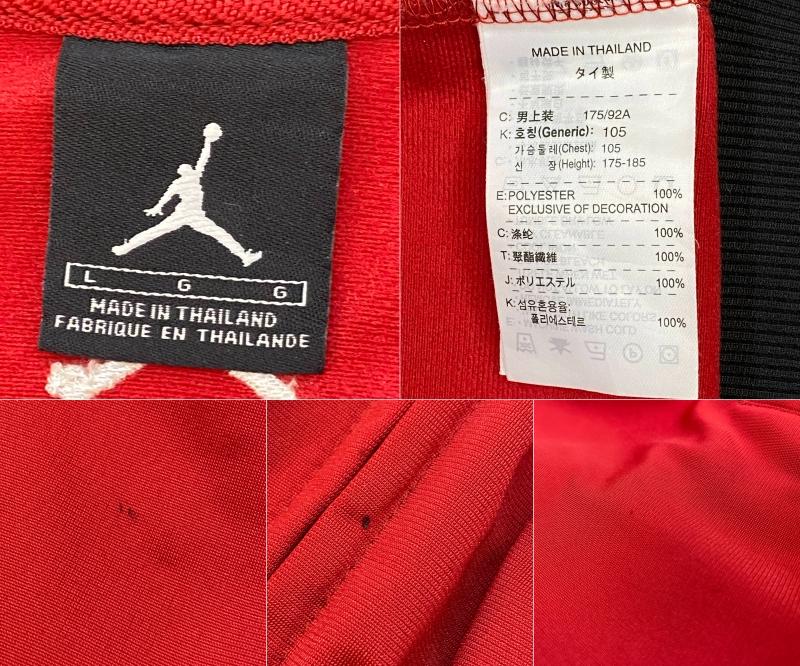 L G G
MADE IN THAILAND
FABRIQUE EN THAILANDE
MADE IN THAILAND
タイ製
C: 男上装 175/92A
K: 호칭(Generic): 105
가슴둘레(Chest): 105
신 장(Height): 175-185
E: POLYESTER 100%
EXCLUSIVE OF DECORATION
C: 涤纶 100%
T: 聚酯纖維 100%
J: ポリエステル 100%
K: 섬유혼용율:
폴리에스테르 100%